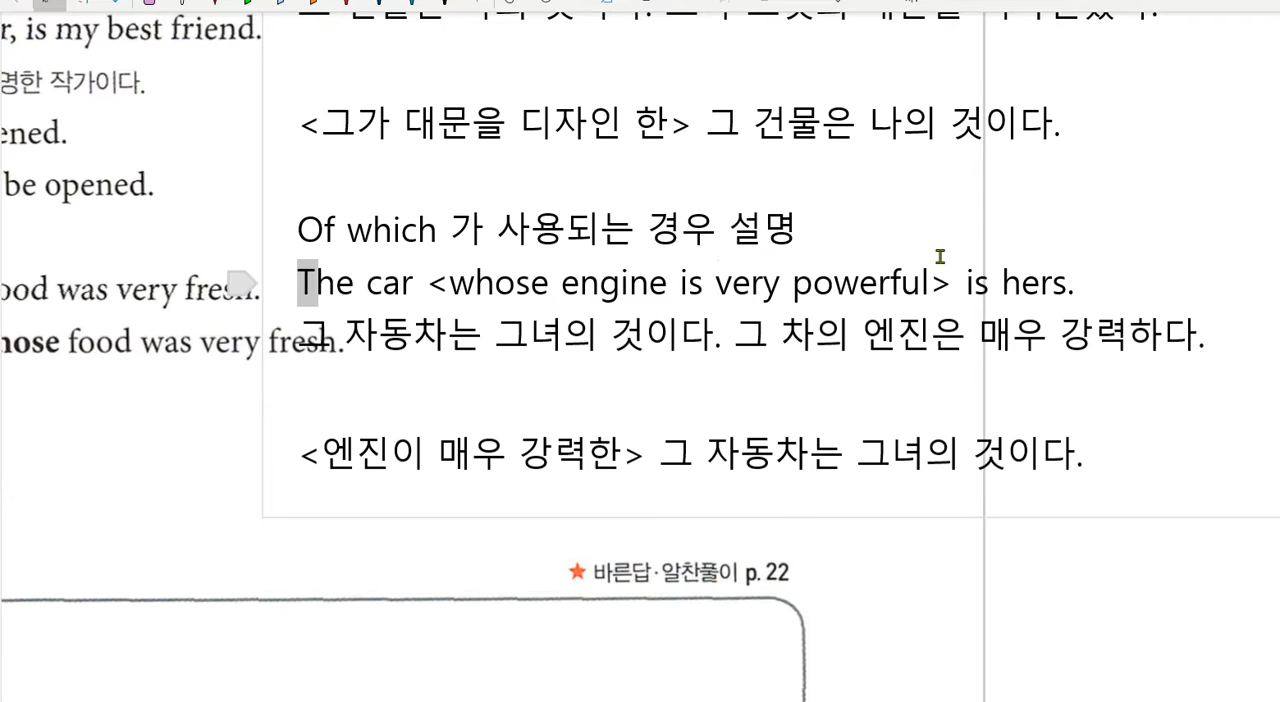 r, is my best friend.
명한 작가이다.
ened.
be opened.
ood was very fresh.
hose food was very fresh.
<그가 대문을 디자인 한> 그 건물은 나의 것이다.
Of which 가 사용되는 경우 설명
The car <whose engine is very powerful> is hers.
그 자동차는 그녀의 것이다. 그 차의 엔진은 매우 강력하다.
<엔진이 매우 강력한> 그 자동차는 그녀의 것이다.
★ 바른답·알찬풀이 p. 22